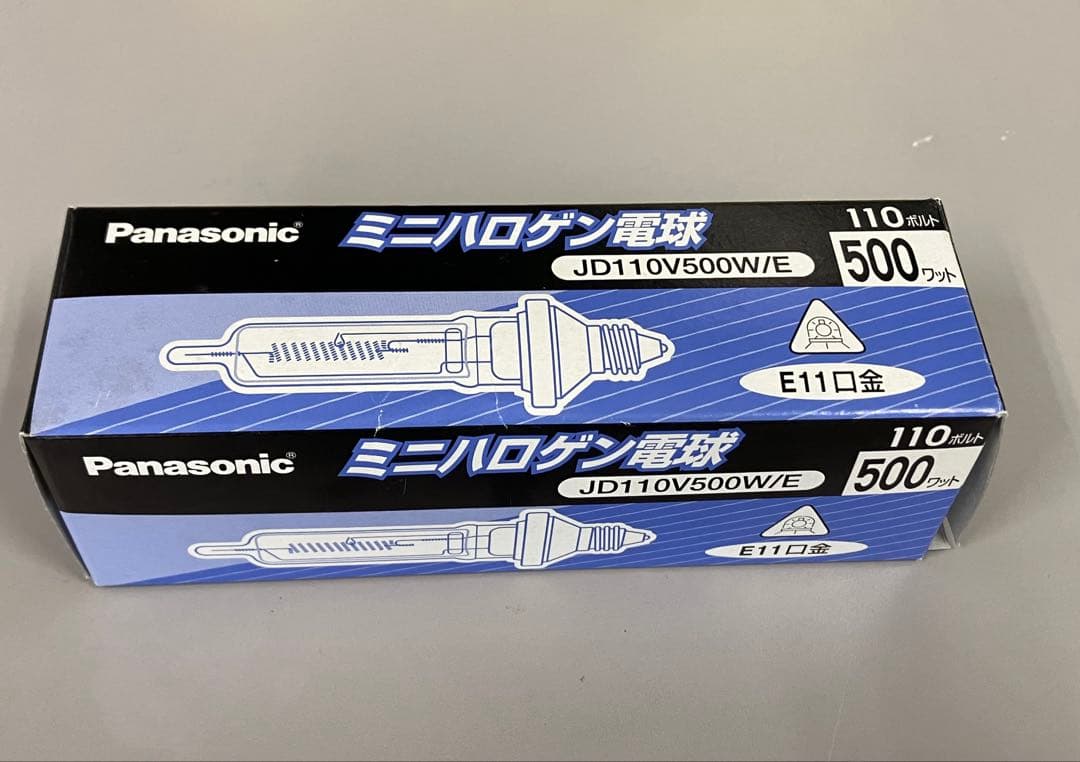 Panasonic®
ミニハロゲン電球
JD110V500W/E
110ボルト
500ワット
E11口金
Panasonic®
ミニハロゲン電球
JD110V500W/E
110ボルト
500ワット
E11口金